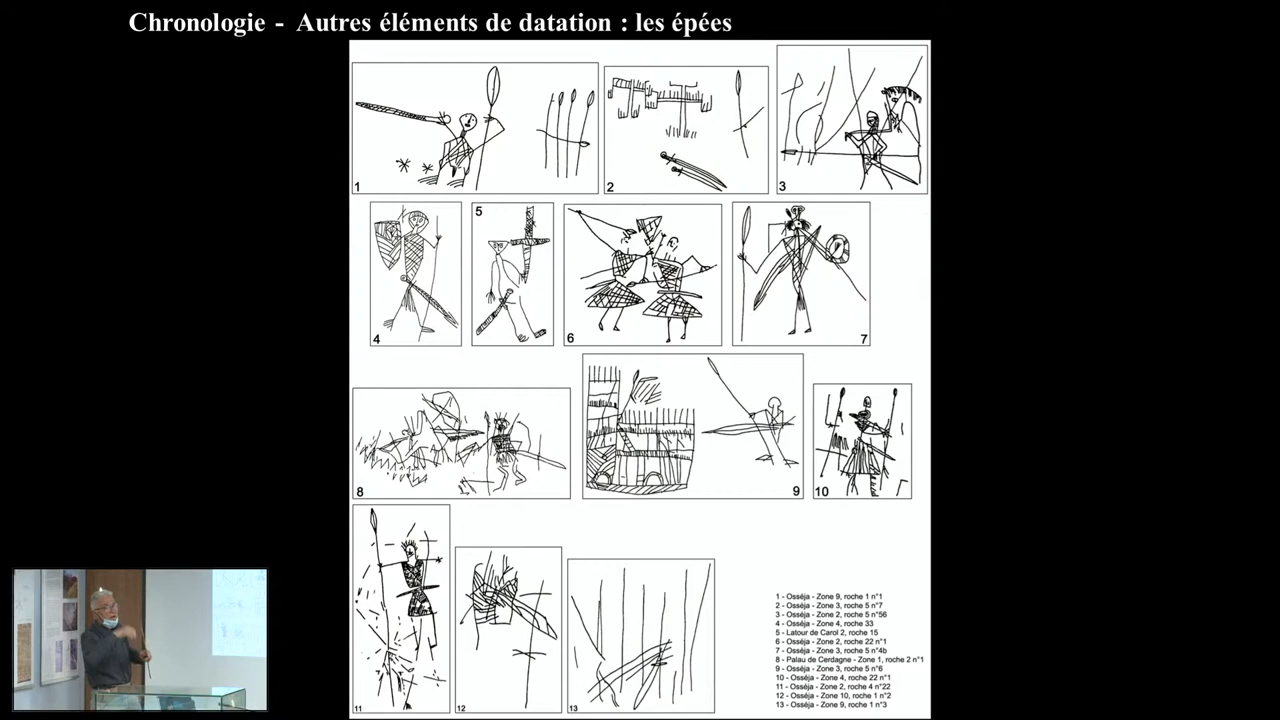 Chronologie - Autres éléments de datation : les épées
1
2
3
4
5
6
7
8
9
10
11
12
13
1 - Osséja - Zone 9, roche 1 n°1
2 - Osséja - Zone 3, roche 5 n°7
3 - Osséja - Zone 2, roche 5 n°56
4 - Osséja - Zone 4, roche 33
5 - Latour de Carol 2, roche 15
6 - Osséja - Zone 2, roche 22 n°1
7 - Osséja - Zone 3, roche 5 n°4b
8 - Palau de Cerdagne - Zone 1, roche 2 n°1
9 - Osséja - Zone 3, roche 5 n°6
10 - Osséja - Zone 4, roche 22 n°1
11 - Osséja - Zone 2, roche 4 n°22
12 - Osséja - Zone 10, roche 1 n°2
13 - Osséja - Zone 9, roche 1 n°3